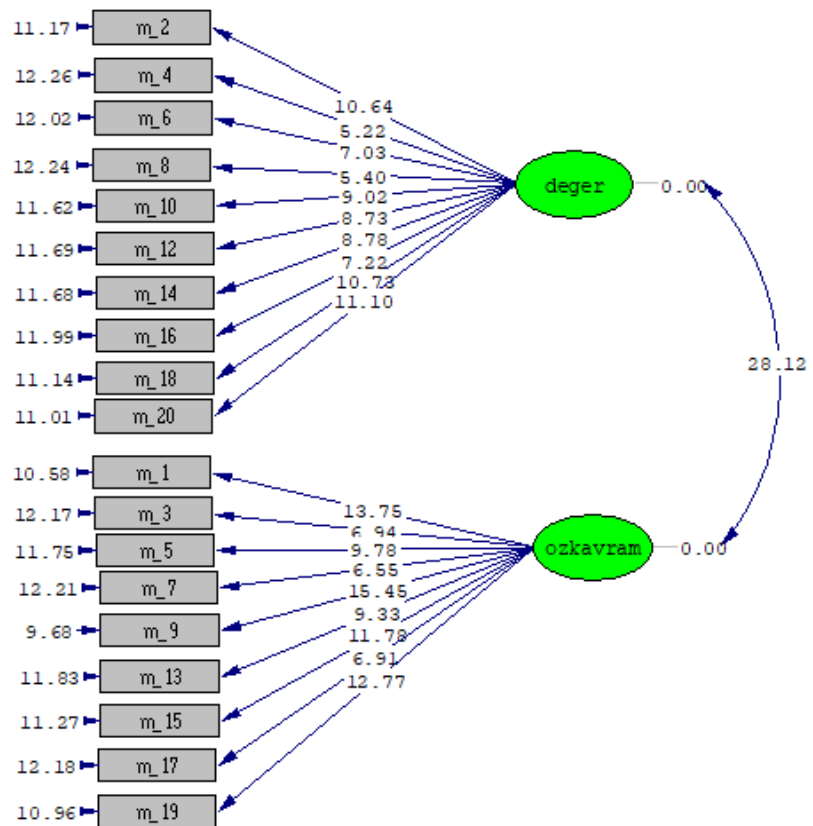 11.17 m_2
12.26 m_4
10.64
12.02 m_6
5.22
7.03
12.24 m_8
5.40
deger 0.00
11.62 m_10
9.02
8.73
11.69 m_12
8.78
7.22
11.68 m_14
10.73
11.10
11.99 m_16
28.12
11.14 m_18
11.01 m_20
10.58 m_1
13.75
12.17 m_3
6.94
11.75 m_5
9.78
ozkavram 0.00
6.55
12.21 m_7
15.45
9.68 m_9
9.33
11.78
6.91
11.83 m_13
12.77
11.27 m_15
12.18 m_17
10.96 m_19